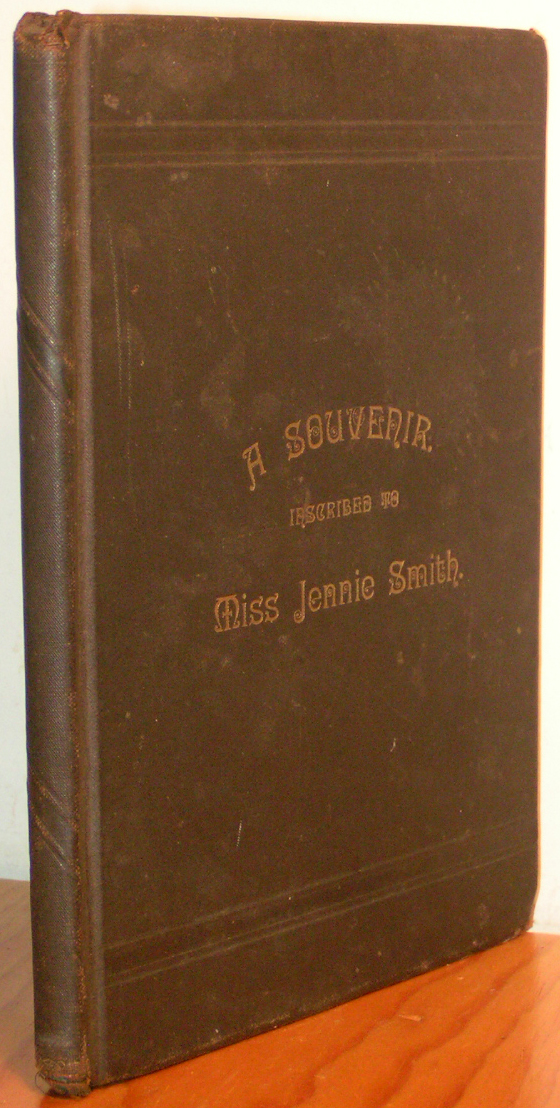 A SOUVENIR.
INSCRIBED TO
Miss Jennie Smith.